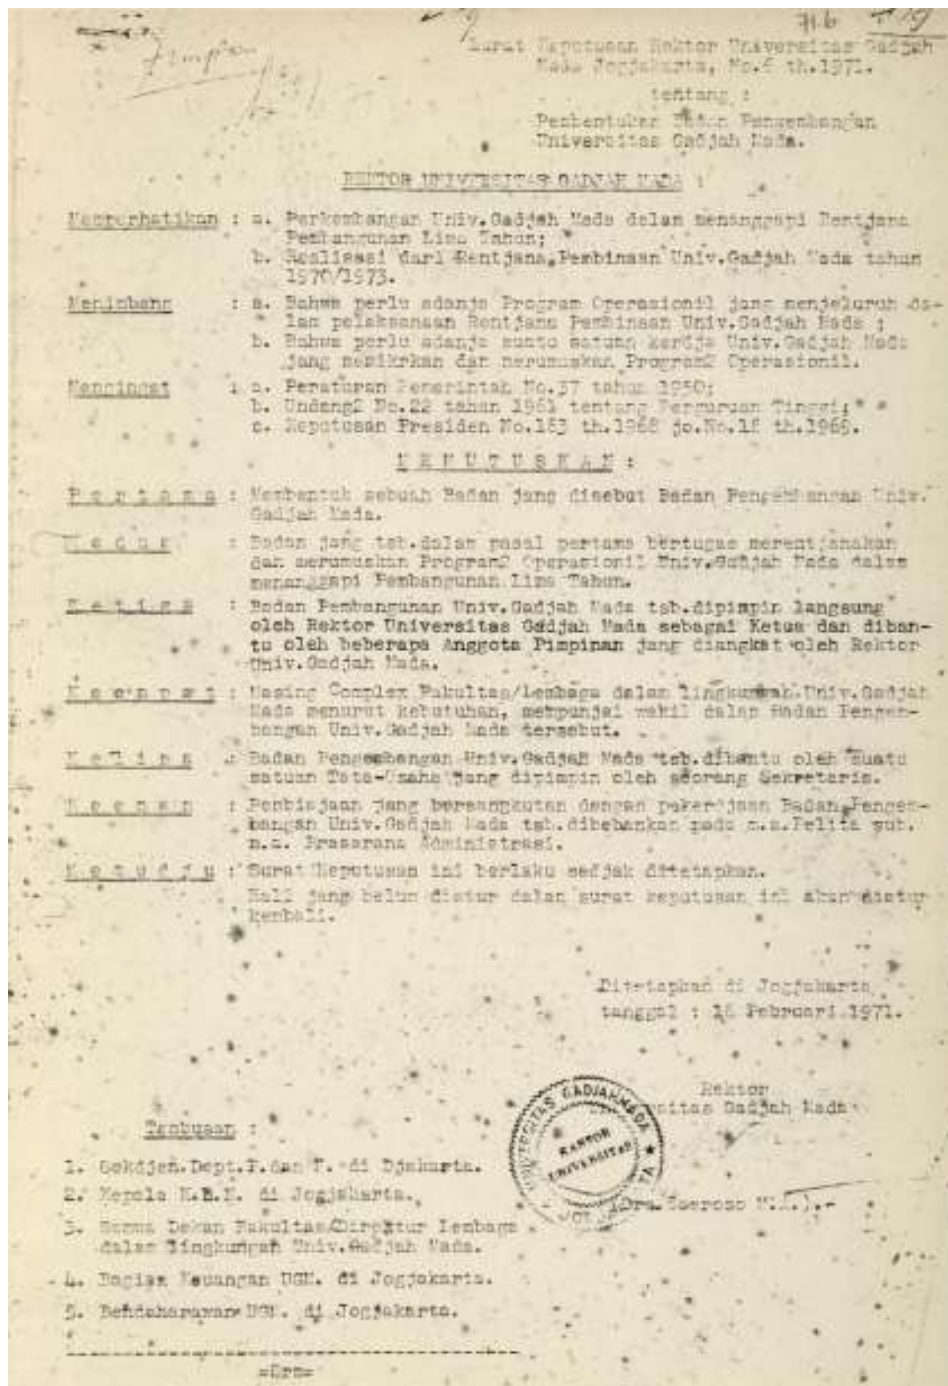 71.6
Simpan
Surat Keputusan Rektor Universitas Gadjah
Mada Jogjakarta, No.6 th.1971.
tentang :
Pembentukan Badan Pengembangan
Universitas Gadjah Mada.
REKTOR UNIVERSITAS GADJAH MADA :
Memperhatikan : a. Perkembangan Univ.Gadjah Mada dalam menanggapi Rentjana
Pembangunan Lima Tahun;
b. Realisasi dari Rentjana Pembinaan Univ.Gadjah Mada tahun
1970/1973.
Menimbang : a. Bahwa perlu adanja Program Operasionil jang menjeluruh da-
lam pelaksanaan Rentjana Pembinaan Univ.Gadjah Mada ;
b. Bahwa perlu adanja suatu satuan kerdja Univ.Gadjah Mada
jang memikirkan dan merumuskan Program2 Operasionil.
Mengingat : a. Peraturan Pemerintah No.37 tahun 1950;
b. Undang2 No.22 tahun 1961 tentang Perguruan Tinggi;
c. Keputusan Presiden No.183 th.1968 jo.No.18 th.1969.
M E M U T U S K A N :
P e r t a m a : Membentuk sebuah Badan jang disebut Badan Pengembangan Univ.
Gadjah Mada.
K e d u a : Badan jang tsb.dalam pasal pertama bertugas merentjanakan
dan merumuskan Program2 Operasionil Univ.Gadjah Mada dalam
menanggapi Pembangunan Lima Tahun.
K e t i g a : Badan Pembangunan Univ.Gadjah Mada tsb.dipimpin langsung
oleh Rektor Universitas Gadjah Mada sebagai Ketua dan diban-
tu oleh beberapa Anggota Pimpinan jang diangkat oleh Rektor
Univ.Gadjah Mada.
K e e m p a t : Masing Complex Fakultas/Lembaga dalam lingkungan Univ.Gadjah
Mada menurut kebutuhan, mempunjai wakil dalam Badan Pengem-
bangan Univ.Gadjah Mada tersebut.
K e l i m a : Badan Pengembangan Univ.Gadjah Mada tsb.dibantu oleh suatu
satuan Tata-Usaha jang dipimpin oleh seorang Sekretaris.
K e e n a m : Pembiajaan jang bersangkutan dengan pekerdjaan Badan Pengem-
bangan Univ.Gadjah Mada tsb.dibebankan pada m.a.Pelita sub.
m.a. Prasarana Administrasi.
K e t u d j u : Surat Keputusan ini berlaku sedjak ditetapkan.
Hal2 jang belum diatur dalam surat keputusan ini akan diatur
kembali.
Ditetapkan di Jogjakarta
tanggal : 16 Februari 1971.
Rektor
Universitas Gadjah Mada
UNIVERSITAS GADJAH MADA
KANTOR
UNIVERSITAS
(Drs. Soeroso M.A.).-
Tembusan :
1. Sekdjen.Dept.P.dan K. di Djakarta.
2. Kepala K.B.N. di Jogjakarta.
3. Semua Dekan Fakultas/Direktur Lembaga
dalam lingkungan Univ.Gadjah Mada.
4. Bagian Keuangan UGM. di Jogjakarta.
5. Bendaharawan UGM. di Jogjakarta.
=Drm=